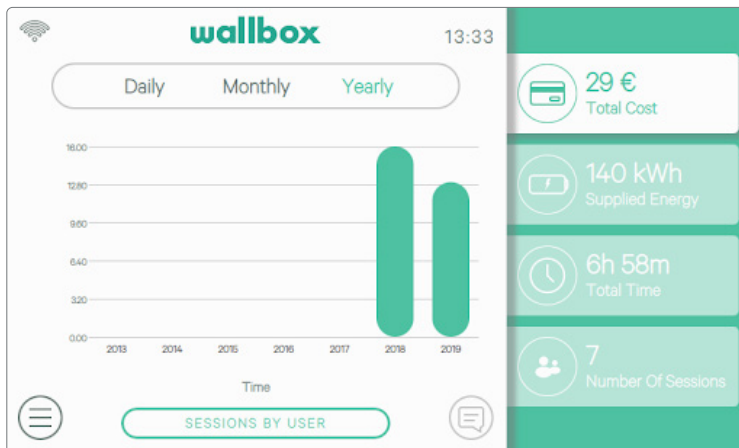 wallbox
13:33
Daily Monthly Yearly
16.00
12.80
9.60
6.40
3.20
0.00
2013 2014 2015 2016 2017 2018 2019
Time
SESSIONS BY USER
29 €
Total Cost
140 kWh
Supplied Energy
6h 58m
Total Time
7
Number Of Sessions